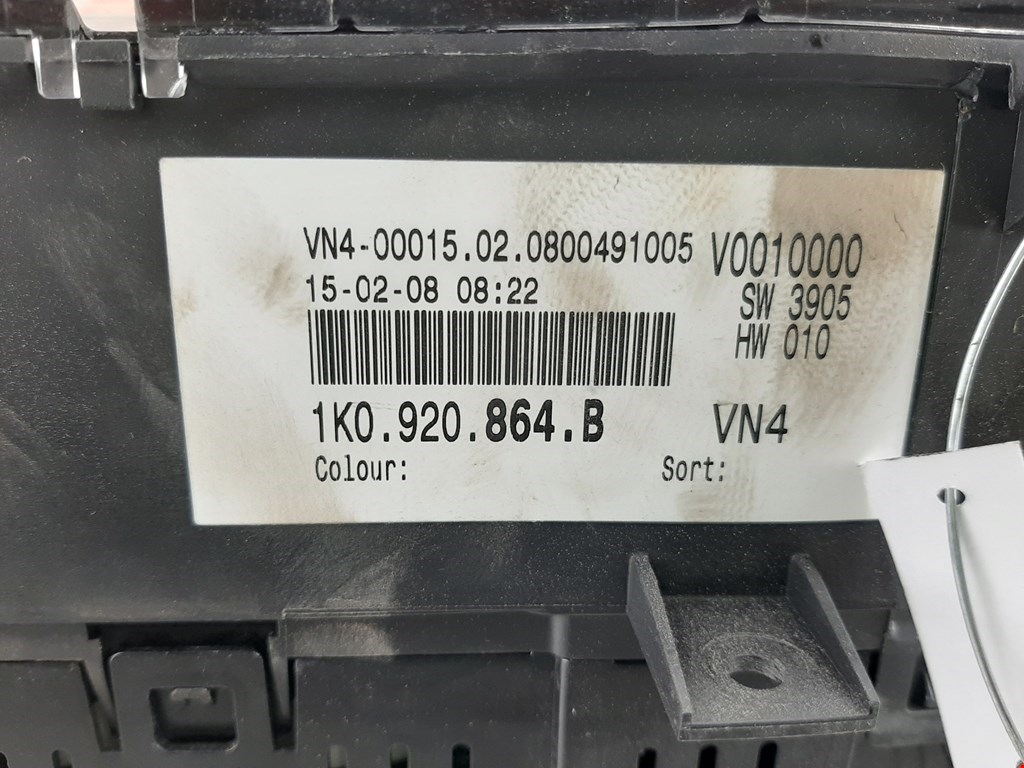 VN4-00015.02.0800491005 V0010000
15-02-08 08:22 SW 3905
HW 010
1K0.920.864.B VN4
Colour: Sort: